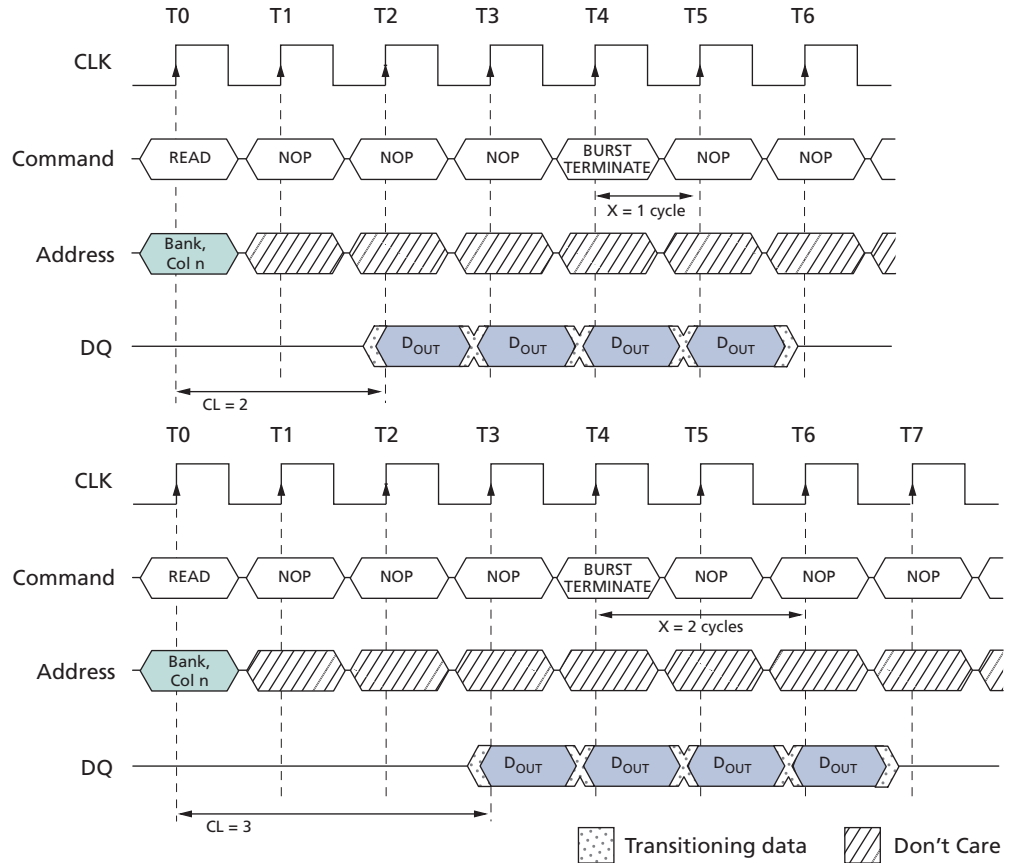 T0 T1 T2 T3 T4 T5 T6
CLK
Command READ NOP NOP NOP BURST TERMINATE NOP NOP
X = 1 cycle
Address Bank, Col n
DQ DOUT DOUT DOUT DOUT
CL = 2
T0 T1 T2 T3 T4 T5 T6 T7
CLK
Command READ NOP NOP NOP BURST TERMINATE NOP NOP NOP
X = 2 cycles
Address Bank, Col n
DQ DOUT DOUT DOUT DOUT
CL = 3
Transitioning data Don't Care